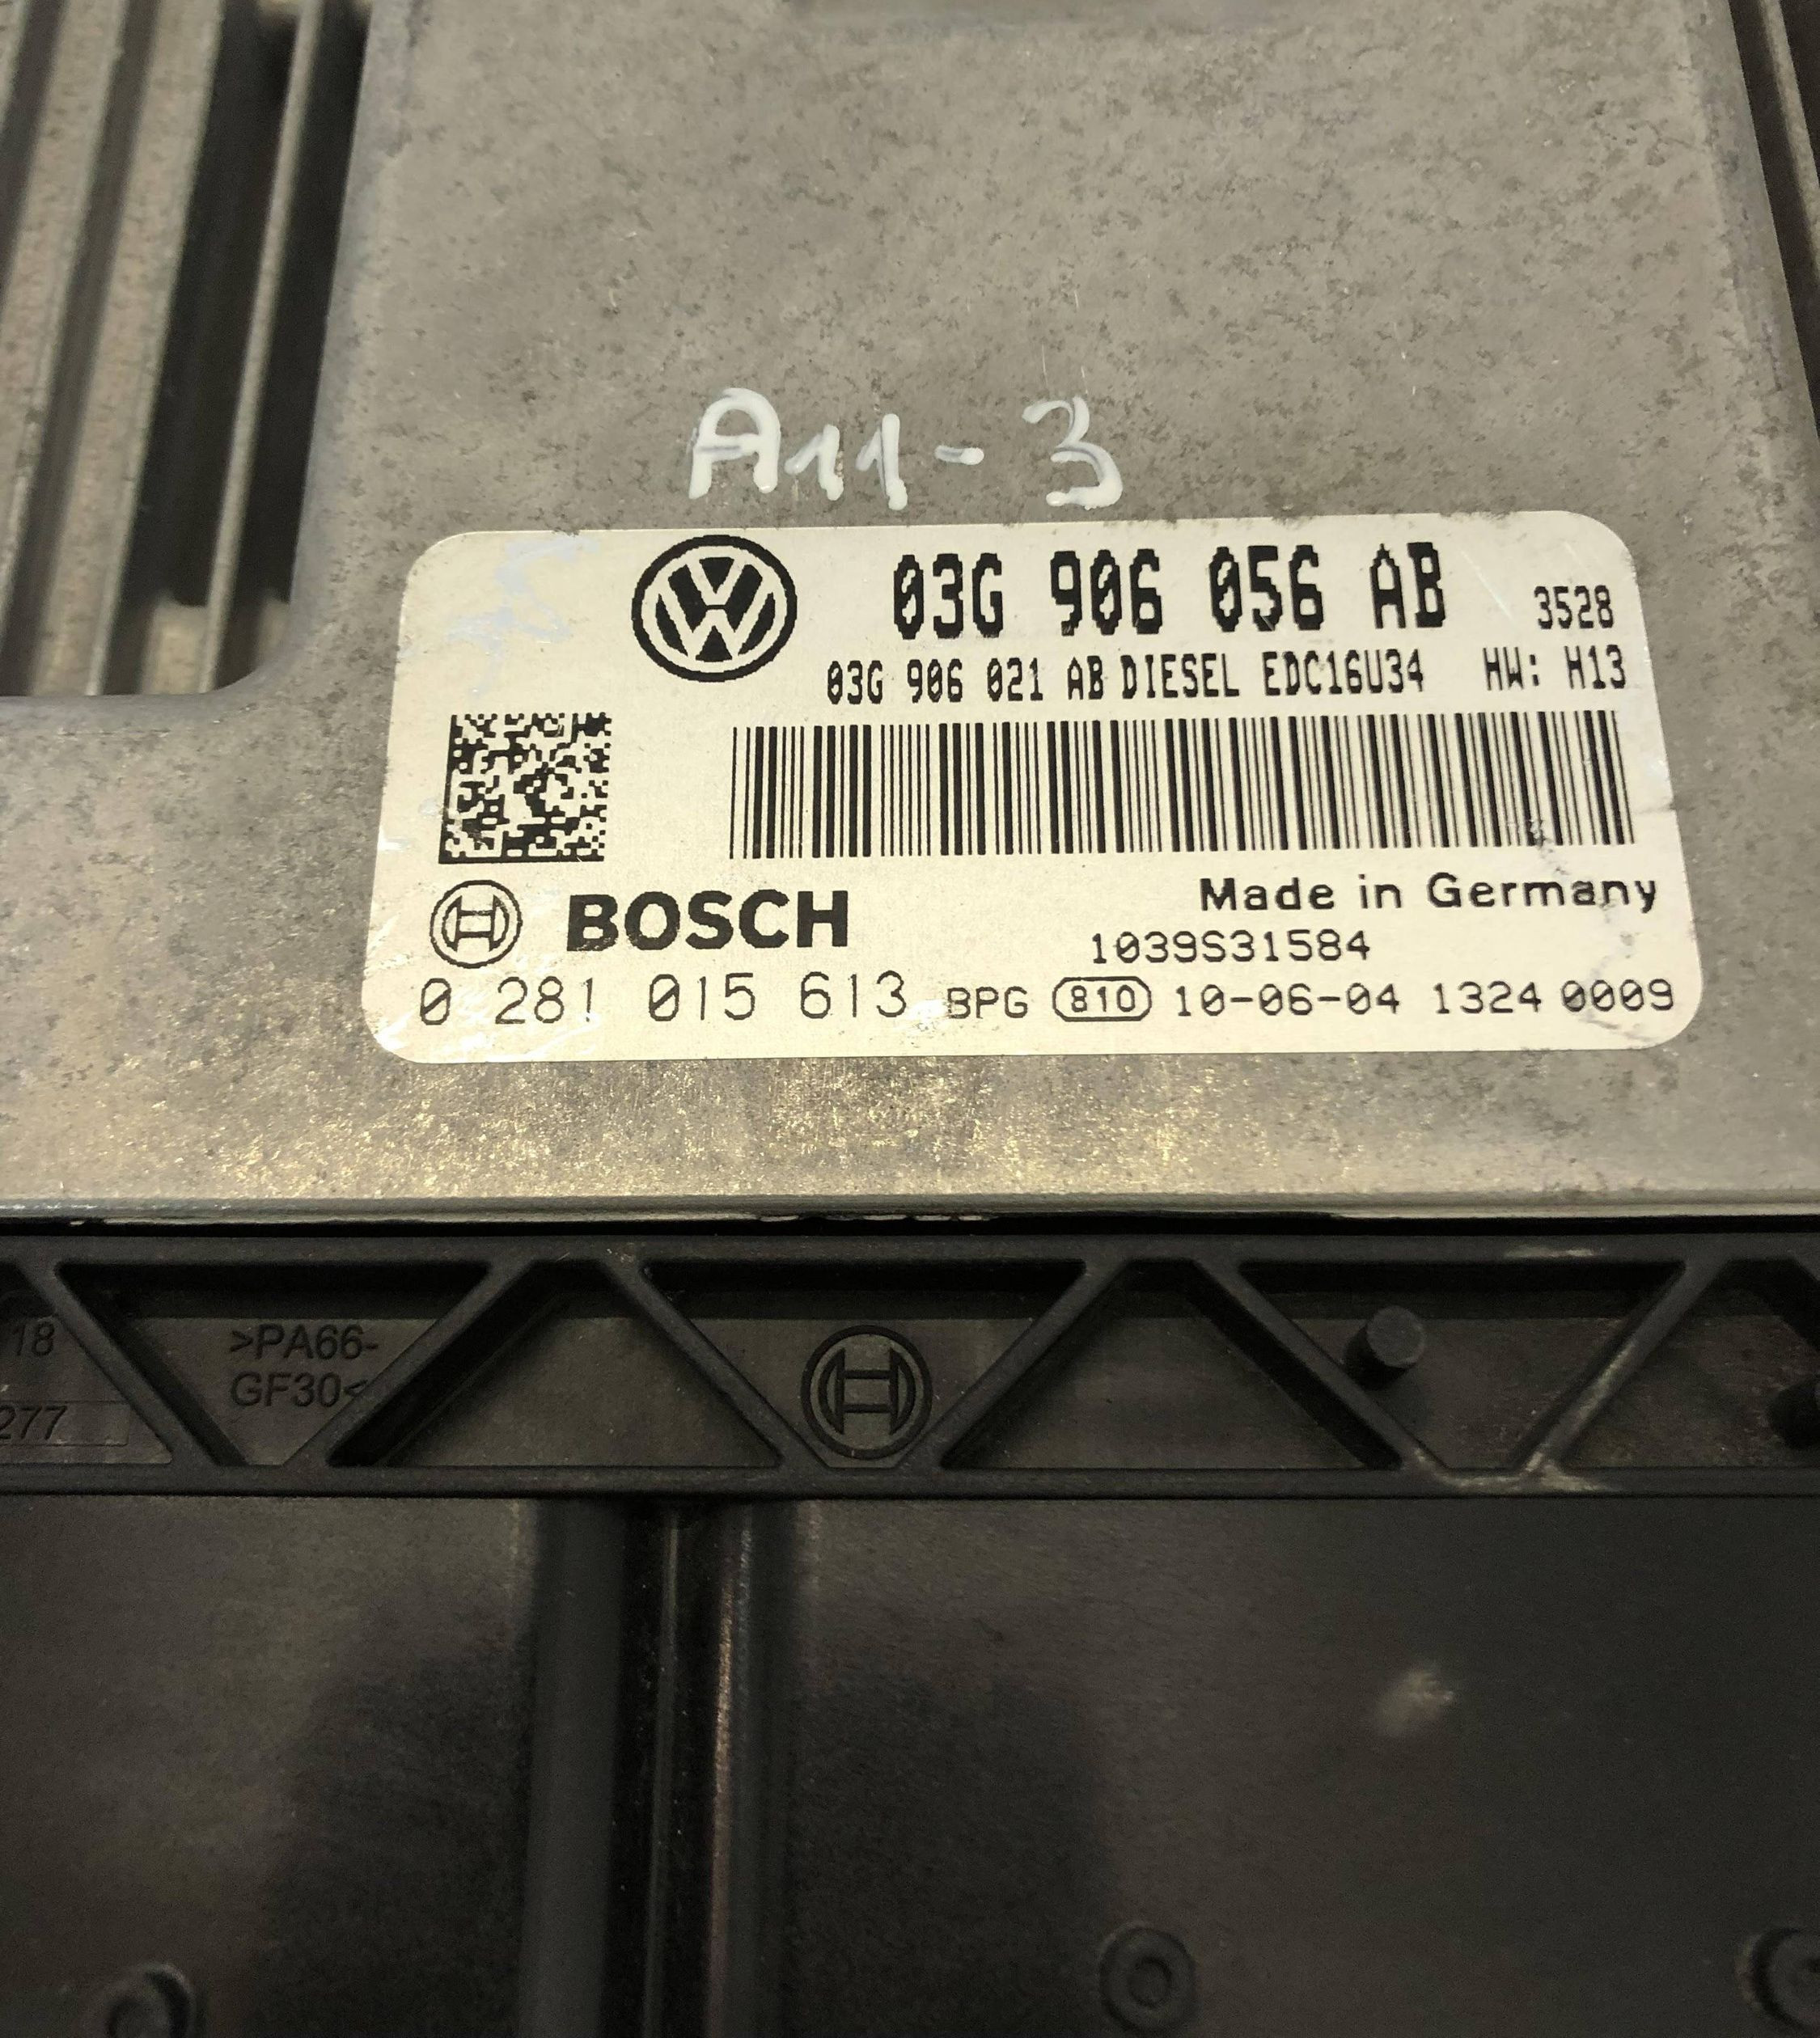 A11-3
03G 906 056 AB 3528
03G 906 021 AB DIESEL EDC16U34 HW: H13
BOSCH
Made in Germany
1039S31584
0 281 015 613 BPG 810 10-06-04 1324 0009
18
>PA66-
GF30<
277